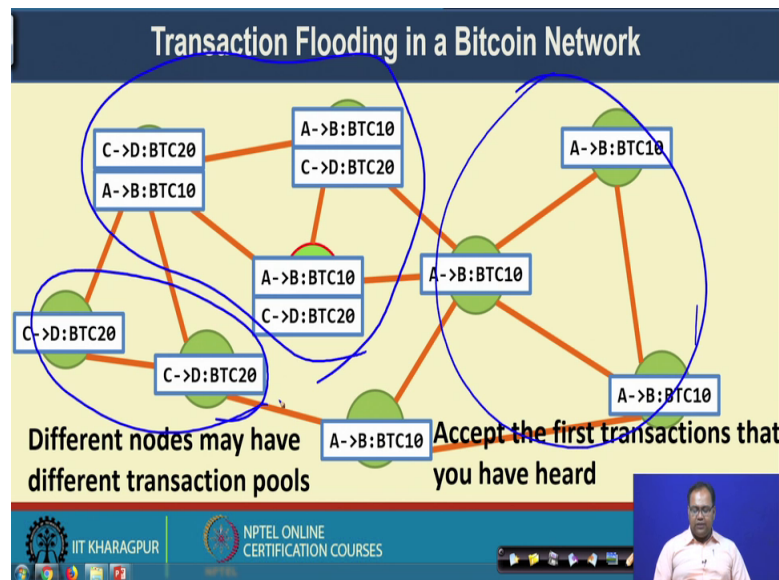 Transaction Flooding in a Bitcoin Network
C->D:BTC20
A->B:BTC10
A->B:BTC10
C->D:BTC20
A->B:BTC10
A->B:BTC10
C->D:BTC20
A->B:BTC10
C->D:BTC20
C->D:BTC20
A->B:BTC10
A->B:BTC10
Different nodes may have
different transaction pools
Accept the first transactions that
you have heard
IIT KHARAGPUR
NPTEL ONLINE
CERTIFICATION COURSES